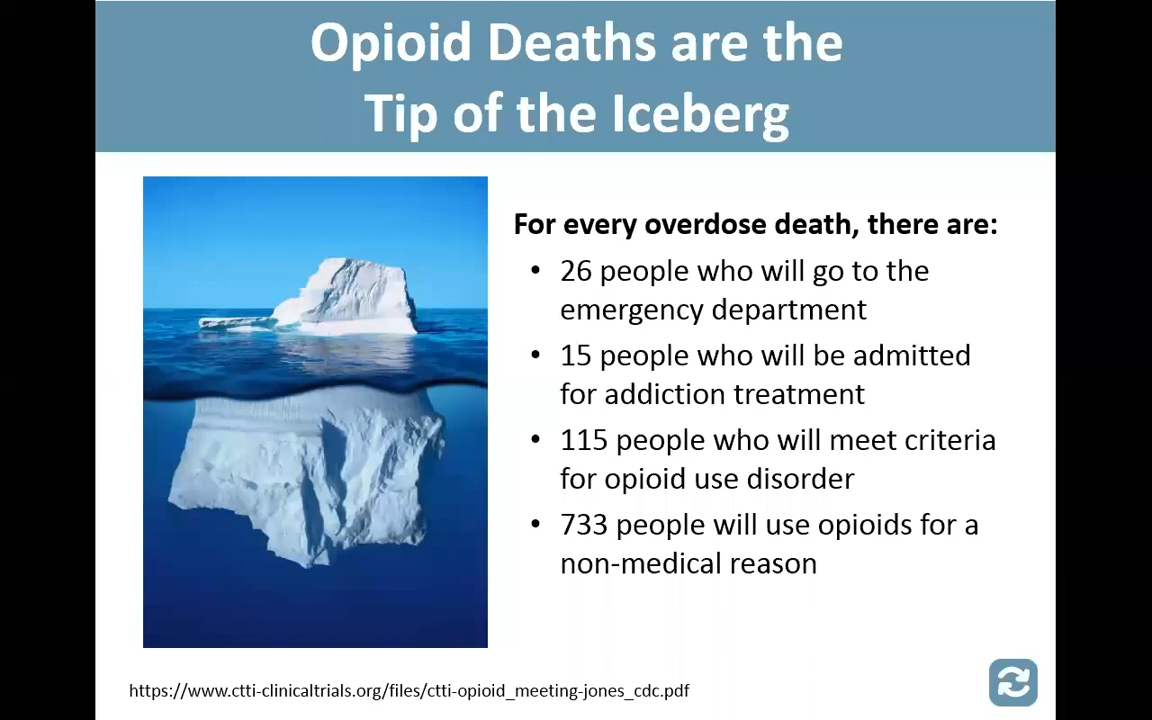 Opioid Deaths are the
Tip of the Iceberg
For every overdose death, there are:
• 26 people who will go to the
emergency department
• 15 people who will be admitted
for addiction treatment
• 115 people who will meet criteria
for opioid use disorder
• 733 people will use opioids for a
non-medical reason
https://www.ctti-clinicaltrials.org/files/ctti-opioid_meeting-jones_cdc.pdf